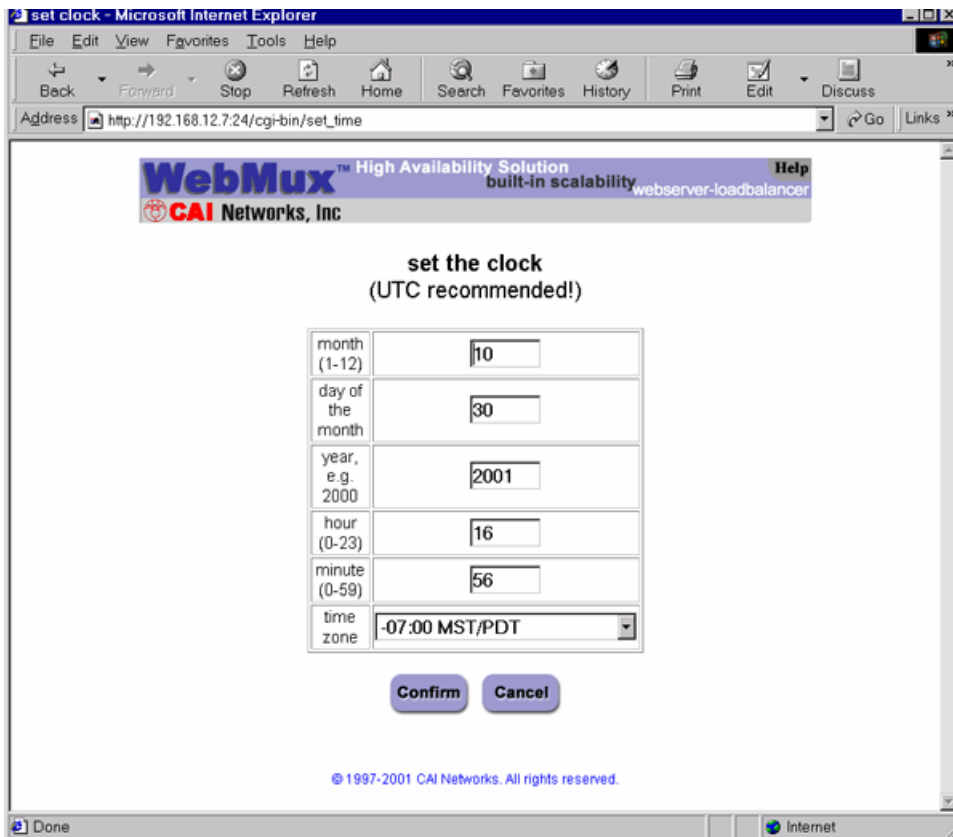 set clock - Microsoft Internet Explorer
File Edit View Favorites Tools Help
Back Forward Stop Refresh Home Search Favorites History Print Edit Discuss
Address http://192.168.12.7:24/cgi-bin/set_time Go Links
WebMux™ High Availability Solution Help
built-in scalability
webserver-loadbalancer
CAI Networks, Inc
set the clock
(UTC recommended!)
month
(1-12)
10
day of
the
month
30
year,
e.g.
2000
2001
hour
(0-23)
16
minute
(0-59)
56
time
zone
-07:00 MST/PDT
Confirm Cancel
© 1997-2001 CAI Networks. All rights reserved.
Done Internet